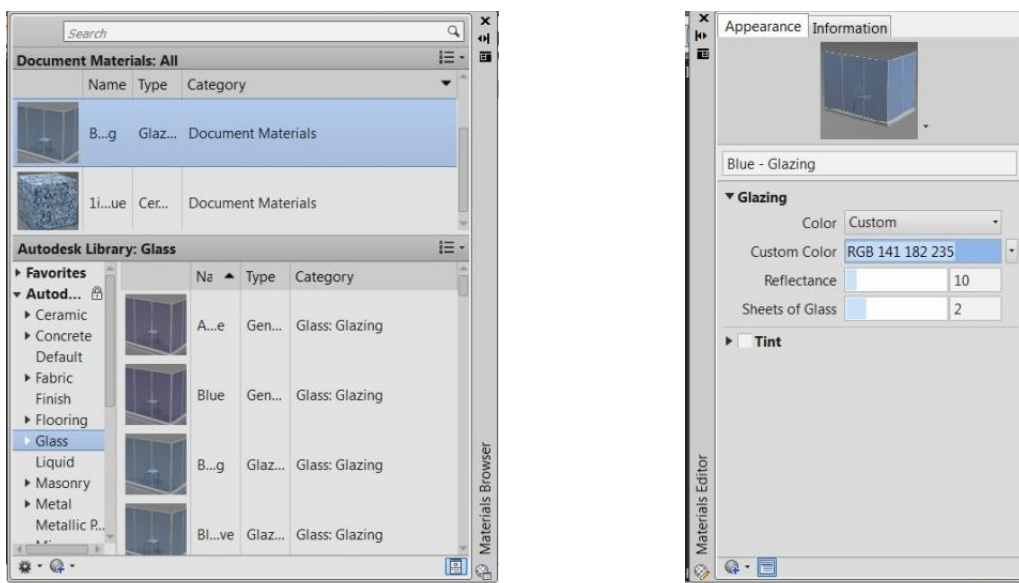 Search
Document Materials: All
Name Type Category
B...g Glaz... Document Materials
1i...ue Cer... Document Materials
Autodesk Library: Glass
Favorites
Autod...
Ceramic
Concrete
Default
Fabric
Finish
Flooring
Glass
Liquid
Masonry
Metal
Metallic P...
Na Type Category
A...e Gen... Glass: Glazing
Blue Gen... Glass: Glazing
B...g Glaz... Glass: Glazing
Bl...ve Glaz... Glass: Glazing
Materials Browser
Appearance Information
Blue - Glazing
Glazing
Color Custom
Custom Color RGB 141 182 235
Reflectance 10
Sheets of Glass 2
Tint
Materials Editor